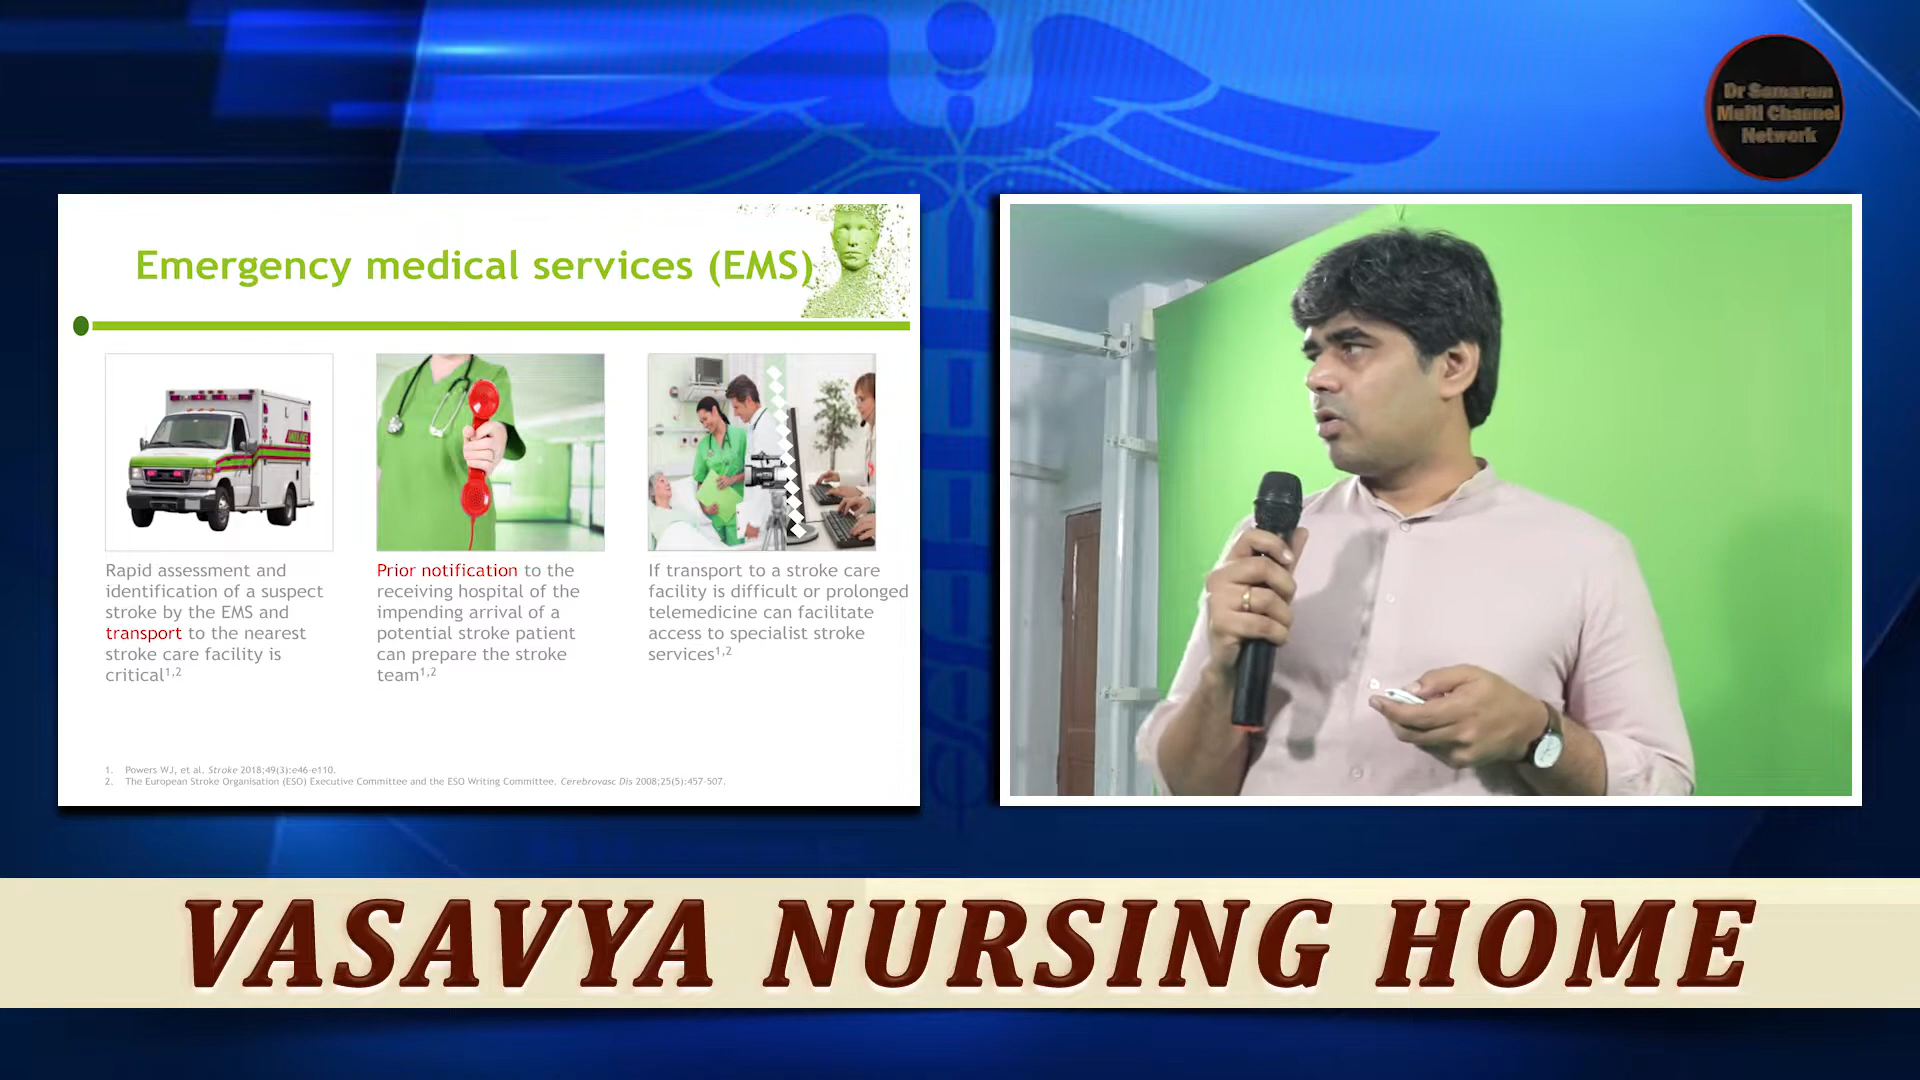 Dr Samaram
Multi Channel
Network
Emergency medical services (EMS)
Rapid assessment and
identification of a suspect
stroke by the EMS and
transport to the nearest
stroke care facility is
critical1,2
Prior notification to the
receiving hospital of the
impending arrival of a
potential stroke patient
can prepare the stroke
team1,2
If transport to a stroke care
facility is difficult or prolonged
telemedicine can facilitate
access to specialist stroke
services1,2
1. Powers WJ, et al. Stroke 2018;49(3):e46-e110.
2. The European Stroke Organisation (ESO) Executive Committee and the ESO Writing Committee. Cerebrovasc Dis 2008;25(5):457-507.
VASAVYA NURSING HOME